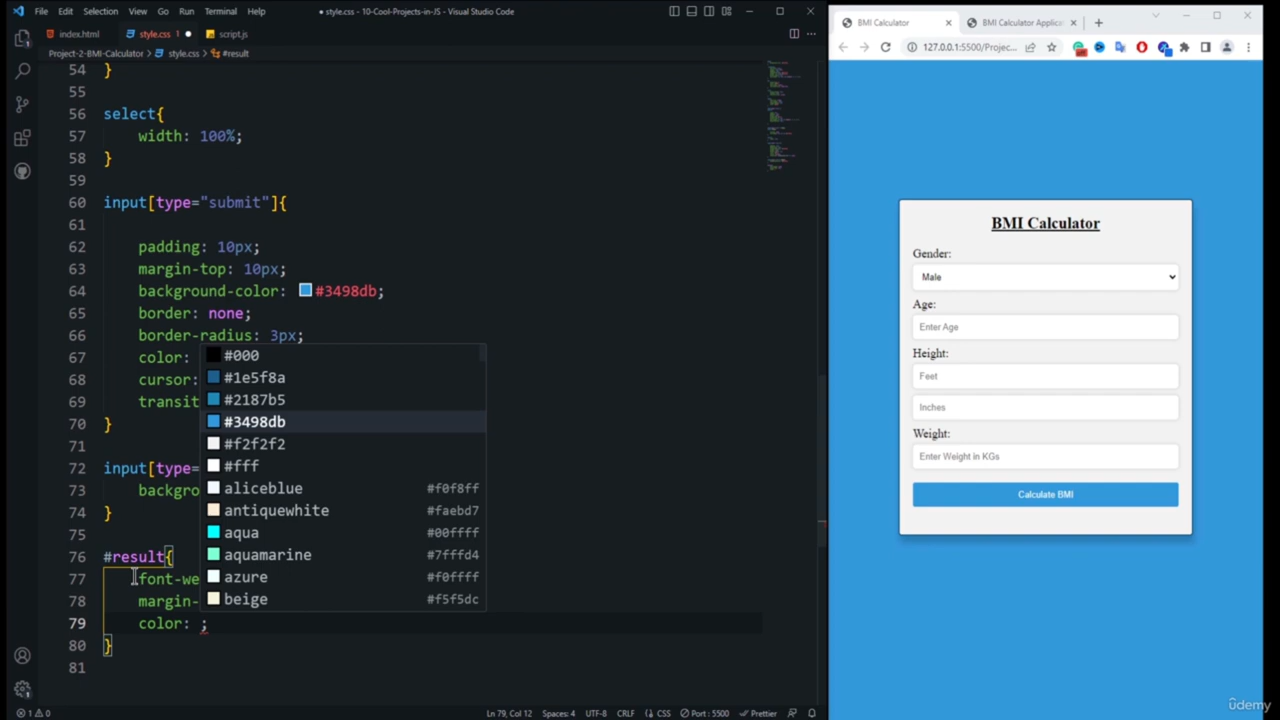 File Edit Selection View Go Run Terminal Help
● style.css - 10-Cool-Projects-in-JS - Visual Studio Code
index.html
style.css 1 ●
script.js
Project-2-BMI-Calculator > style.css > #result
54 }
55
56 select{
57 width: 100%;
58 }
59
60 input[type="submit"]{
61
62 padding: 10px;
63 margin-top: 10px;
64 background-color: #3498db;
65 border: none;
66 border-radius: 3px;
67 color:
68 cursor:
69 transit
70 }
71
72 input[type=
73 backgro
74 }
75
76 #result{
77 font-we
78 margin-
79 color: ;
80 }
81
#000
#1e5f8a
#2187b5
#3498db
#f2f2f2
#fff
aliceblue #f0f8ff
antiquewhite #faebd7
aqua #00ffff
aquamarine #7fffd4
azure #f0ffff
beige #f5f5dc
1 0
Ln 79, Col 12 Spaces: 4 UTF-8 CRLF CSS Port : 5500 Prettier
BMI Calculator
BMI Calculator Applica
127.0.0.1:5500/Projec...
BMI Calculator
Gender:
Male
Age:
Enter Age
Height:
Feet
Inches
Weight:
Enter Weight in KGs
Calculate BMI
ûdemy